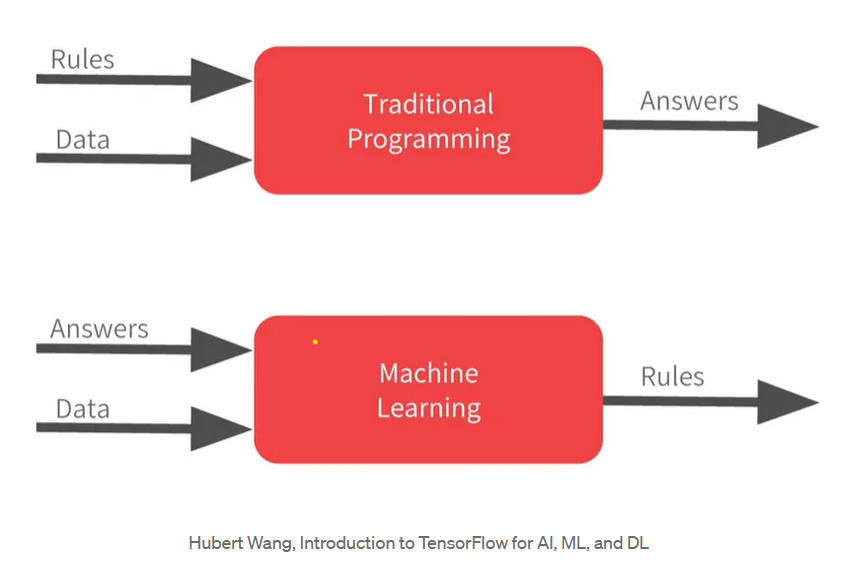 Rules
Data
Traditional
Programming
Answers
Answers
Data
Machine
Learning
Rules
Hubert Wang, Introduction to TensorFlow for AI, ML, and DL